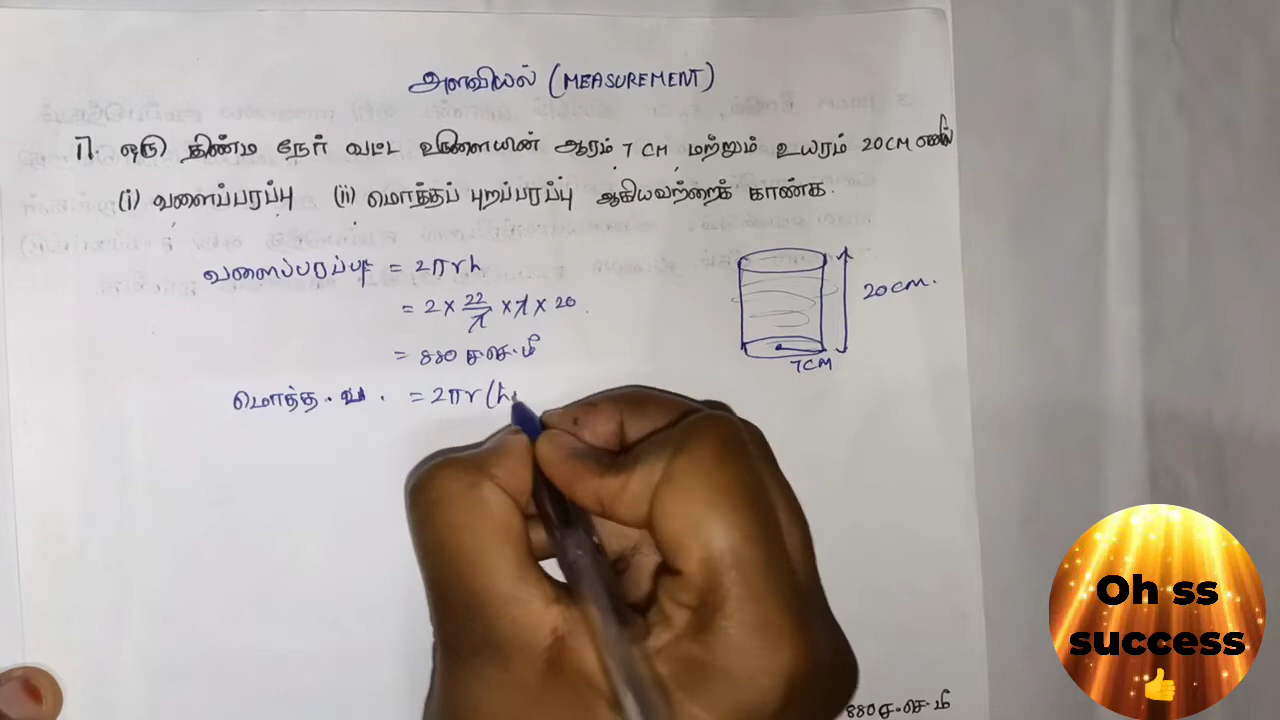 அளவியல் (MEASUREMENT)
17. ஒரு திண்ம நேர் வட்ட உருளையின் ஆரம் 7 CM மற்றும் உயரம் 20CM எனில்
(i) வளைப்பரப்பு (ii) மொத்தப் புறப்பரப்பு ஆகியவற்றைக் காண்க.
வளைப்பரப்பு = 2πrh
= 2 × 22/7 × 7 × 20
= 880 ச.செ.மீ
மொத்த . வ . = 2πr(h
20CM.
7CM
880 ச.செ.மீ
Oh ss
success